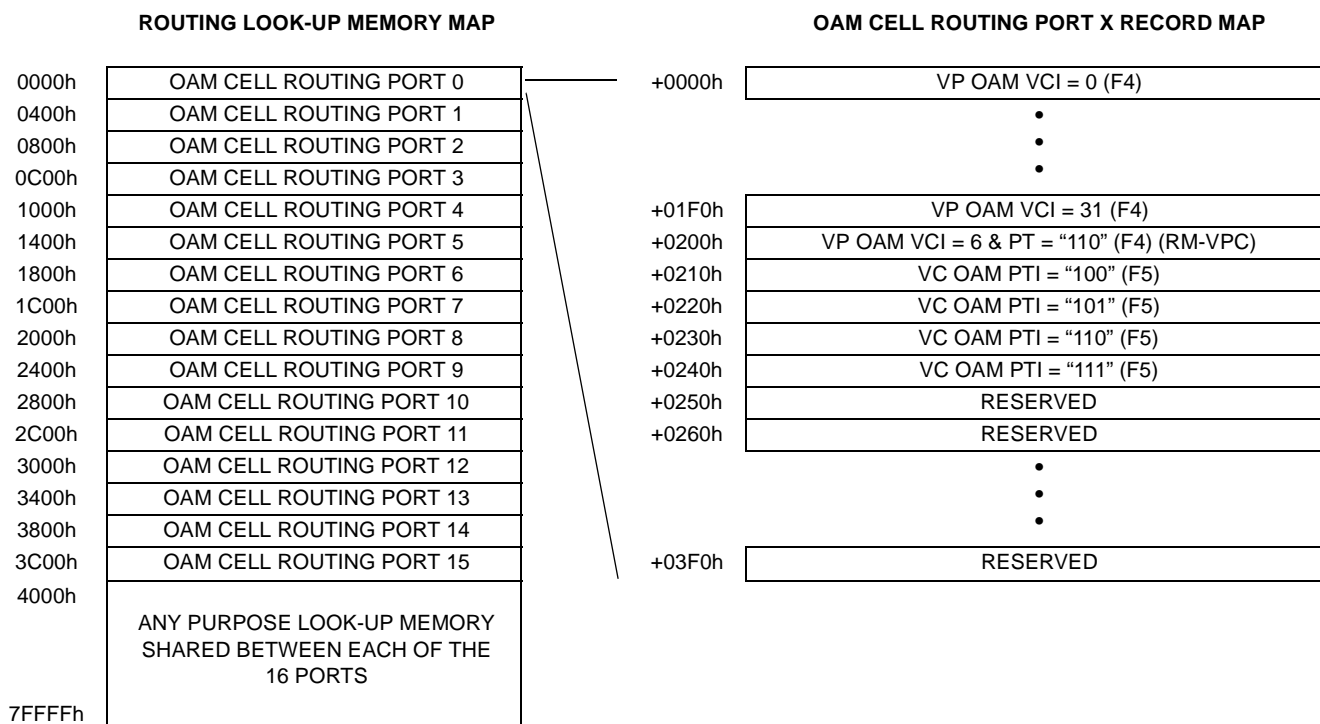 ROUTING LOOK-UP MEMORY MAP
0000h OAM CELL ROUTING PORT 0
0400h OAM CELL ROUTING PORT 1
0800h OAM CELL ROUTING PORT 2
0C00h OAM CELL ROUTING PORT 3
1000h OAM CELL ROUTING PORT 4
1400h OAM CELL ROUTING PORT 5
1800h OAM CELL ROUTING PORT 6
1C00h OAM CELL ROUTING PORT 7
2000h OAM CELL ROUTING PORT 8
2400h OAM CELL ROUTING PORT 9
2800h OAM CELL ROUTING PORT 10
2C00h OAM CELL ROUTING PORT 11
3000h OAM CELL ROUTING PORT 12
3400h OAM CELL ROUTING PORT 13
3800h OAM CELL ROUTING PORT 14
3C00h OAM CELL ROUTING PORT 15
4000h
ANY PURPOSE LOOK-UP MEMORY
SHARED BETWEEN EACH OF THE
16 PORTS
7FFFFh
OAM CELL ROUTING PORT X RECORD MAP
+0000h VP OAM VCI = 0 (F4)
•
•
•
+01F0h VP OAM VCI = 31 (F4)
+0200h VP OAM VCI = 6 & PT = “110” (F4) (RM-VPC)
+0210h VC OAM PTI = “100” (F5)
+0220h VC OAM PTI = “101” (F5)
+0230h VC OAM PTI = “110” (F5)
+0240h VC OAM PTI = “111” (F5)
+0250h RESERVED
+0260h RESERVED
•
•
•
+03F0h RESERVED